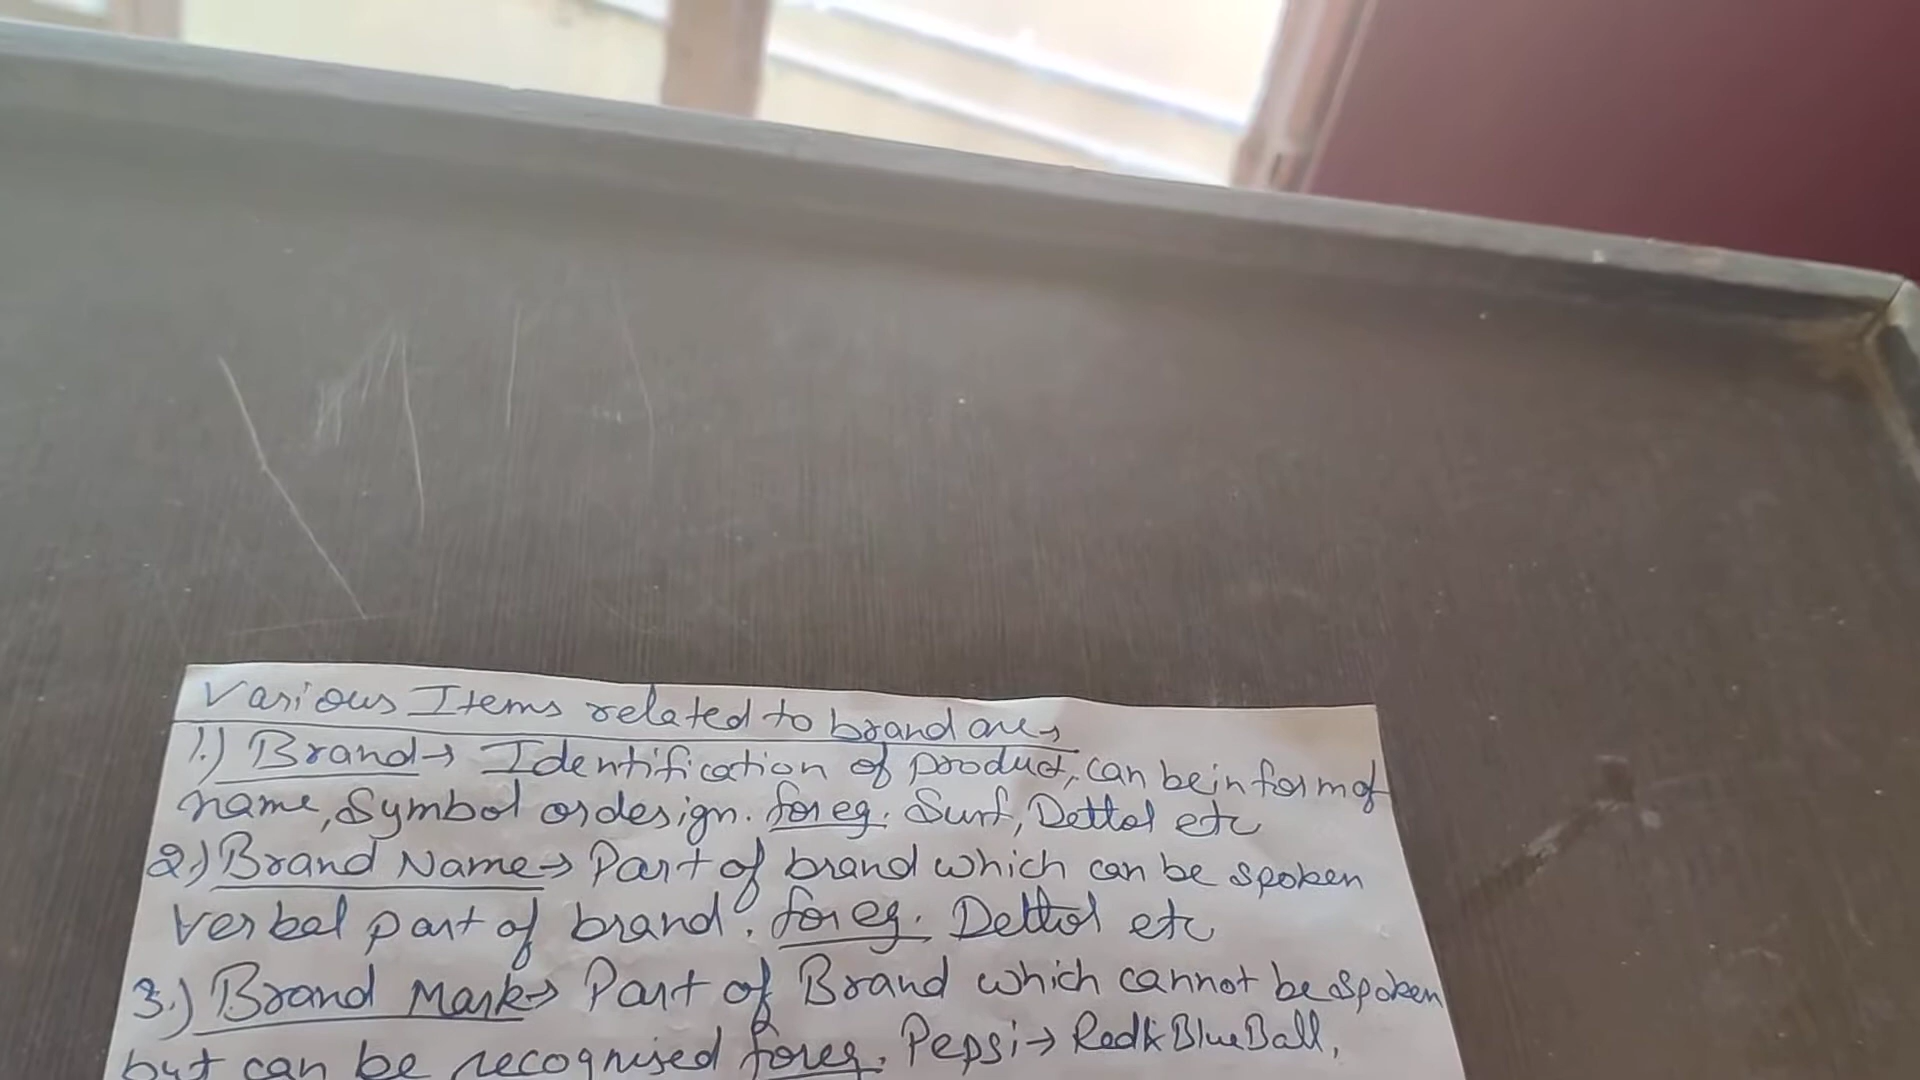 Various Items related to brand are→
1.) Brand→ Identification of product, can be in form of
name, Symbol or design. for eg. Surf, Dettol etc
2.) Brand Name→ Part of brand which can be spoken
Verbal part of brand. for eg. Dettol etc
3.) Brand Mark→ Part of Brand which cannot be spoken
but can be recognised for eg. Pepsi→ Red & Blue Ball,